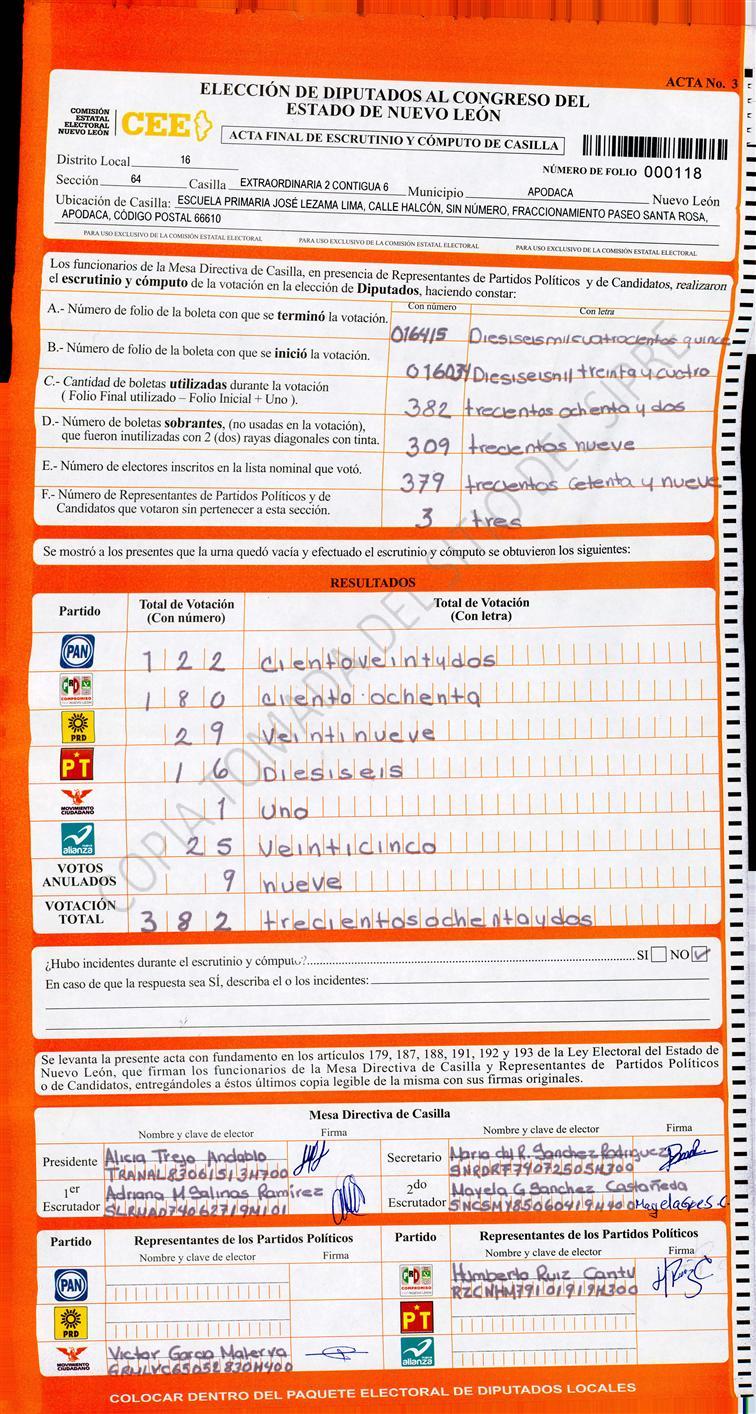 ACTA No. 3
ELECCIÓN DE DIPUTADOS AL CONGRESO DEL
ESTADO DE NUEVO LEÓN
COMISIÓN
ESTATAL
ELECTORAL
NUEVO LEÓN
CEE
ACTA FINAL DE ESCRUTINIO Y CÓMPUTO DE CASILLA
Distrito Local 16
NÚMERO DE FOLIO 000118
Sección 64 Casilla EXTRAORDINARIA 2 CONTIGUA 6 Municipio APODACA Nuevo León
Ubicación de Casilla: ESCUELA PRIMARIA JOSÉ LEZAMA LIMA, CALLE HALCÓN, SIN NÚMERO, FRACCIONAMIENTO PASEO SANTA ROSA,
APODACA, CÓDIGO POSTAL 66610
PARA USO EXCLUSIVO DE LA COMISIÓN ESTATAL ELECTORAL PARA USO EXCLUSIVO DE LA COMISIÓN ESTATAL ELECTORAL PARA USO EXCLUSIVO DE LA COMISIÓN ESTATAL ELECTORAL
Los funcionarios de la Mesa Directiva de Casilla, en presencia de Representantes de Partidos Políticos y de Candidatos, realizaron
el escrutinio y cómputo de la votación en la elección de Diputados, haciendo constar:
Con número Con letra
A.- Número de folio de la boleta con que se terminó la votación. 016415 Diesiseismilcuatrocientos quince
B.- Número de folio de la boleta con que se inició la votación. 016034 Diesiseismil treinta y cuatro
C.- Cantidad de boletas utilizadas durante la votación
( Folio Final utilizado – Folio Inicial + Uno ). 382 trecientos ochenta y dos
D.- Número de boletas sobrantes, (no usadas en la votación),
que fueron inutilizadas con 2 (dos) rayas diagonales con tinta. 309 trecientos nueve
E.- Número de electores inscritos en la lista nominal que votó. 379 trecientos cetenta y nueve
F.- Número de Representantes de Partidos Políticos y de
Candidatos que votaron sin pertenecer a esta sección. 3 tres
Se mostró a los presentes que la urna quedó vacía y efectuado el escrutinio y cómputo se obtuvieron los siguientes:
RESULTADOS
Partido Total de Votación (Con número) Total de Votación (Con letra)
PAN 122 cientoveintydos
PRI COMPROMISO 180 ciento ochenta
PRD 29 veintinueve
PT 16 Diesiseis
MOVIMIENTO CIUDADANO 1 uno
nueva alianza 25 veinticinco
VOTOS ANULADOS 9 nueve
VOTACIÓN TOTAL 382 trecientosochentaydos
¿Hubo incidentes durante el escrutinio y cómputo? SI NO
En caso de que la respuesta sea SÍ, describa el o los incidentes:
Se levanta la presente acta con fundamento en los artículos 179, 187, 188, 191, 192 y 193 de la Ley Electoral del Estado de
Nuevo León, que firman los funcionarios de la Mesa Directiva de Casilla y Representantes de Partidos Políticos
o de Candidatos, entregándoles a éstos últimos copia legible de la misma con sus firmas originales.
Mesa Directiva de Casilla
Nombre y clave de elector Firma Nombre y clave de elector Firma
Presidente Alicia Trejo Andablo Secretario Maria del R. Sanchez Rodriguez
TRANAL83061513H700 SNRDR774072505H300
1er Escrutador Adriana M Salinas Ramirez 2do Escrutador Mayela G Sanchez Castañeda
SLRMAD74062719M101 SNCSMY85060419M400
Partido Representantes de los Partidos Políticos Partido Representantes de los Partidos Políticos
Nombre y clave de elector Firma Nombre y clave de elector Firma
PAN PRI COMPROMISO Humberto Ruiz Cantu
RZCNHM79101919H300
PRD PT
MOVIMIENTO CIUDADANO Victor Garcia nueva alianza
COLOCAR DENTRO DEL PAQUETE ELECTORAL DE DIPUTADOS LOCALES
COPIA TOMADA DEL SITIO DEL SIPRE